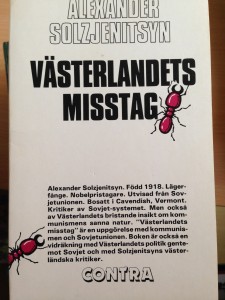 ALEXANDER
SOLZJENITSYN
VÄSTERLANDETS
MISSTAG
Alexander Solzjenitsyn. Född 1918. Läger-
fånge. Nobelpristagare. Utvisad från Sov-
jetunionen. Bosatt i Cavendish, Vermont.
Kritiker av Sovjet-systemet. Men också
av Västerlandets bristande insikt om kom-
munismens sanna natur. "Västerlandets
misstag" är en uppgörelse med kommunis-
men och Sovjetunionen. Boken är också en
vidräkning med Västerlandets politik gente-
mot Sovjet och med Solzjenitsyns väster-
ländska kritiker.
CONTRA